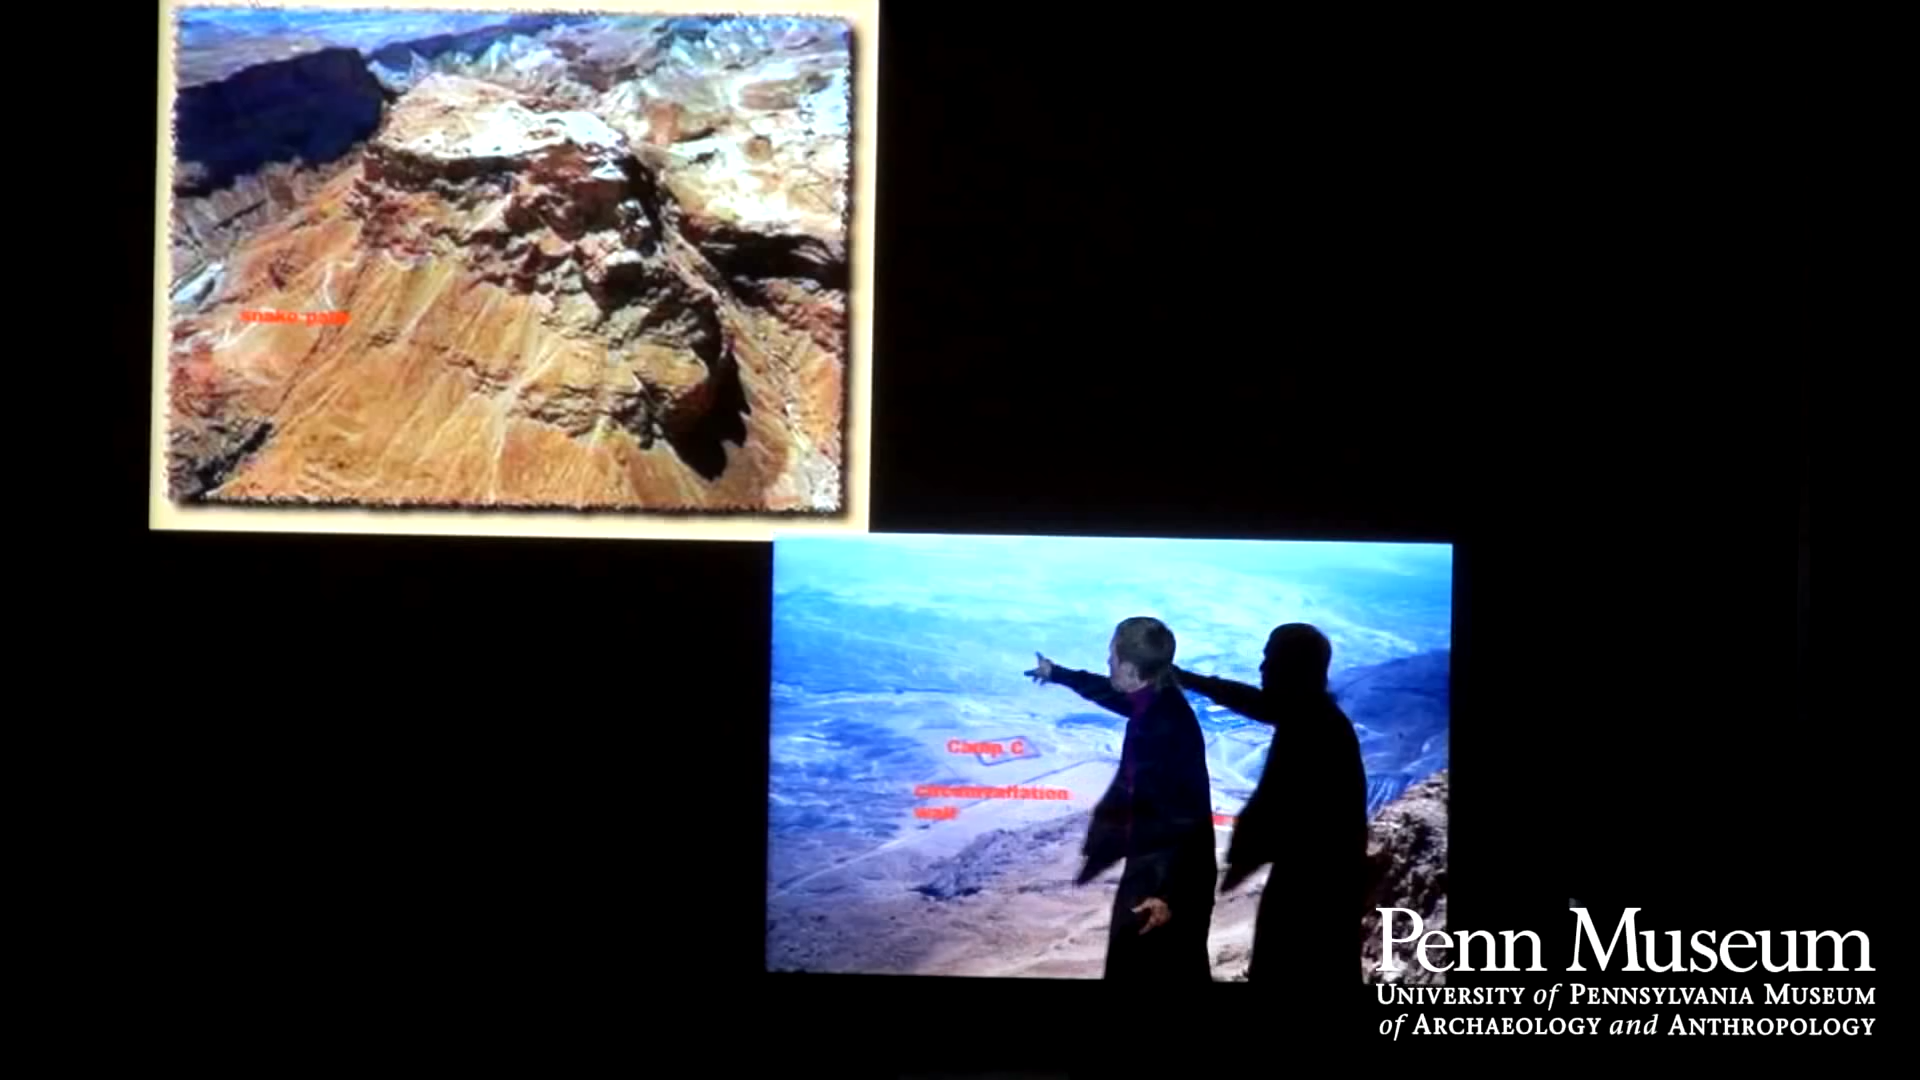 snake path
Camp C
circumvallation
wall
Penn Museum
UNIVERSITY of PENNSYLVANIA MUSEUM
of ARCHAEOLOGY and ANTHROPOLOGY